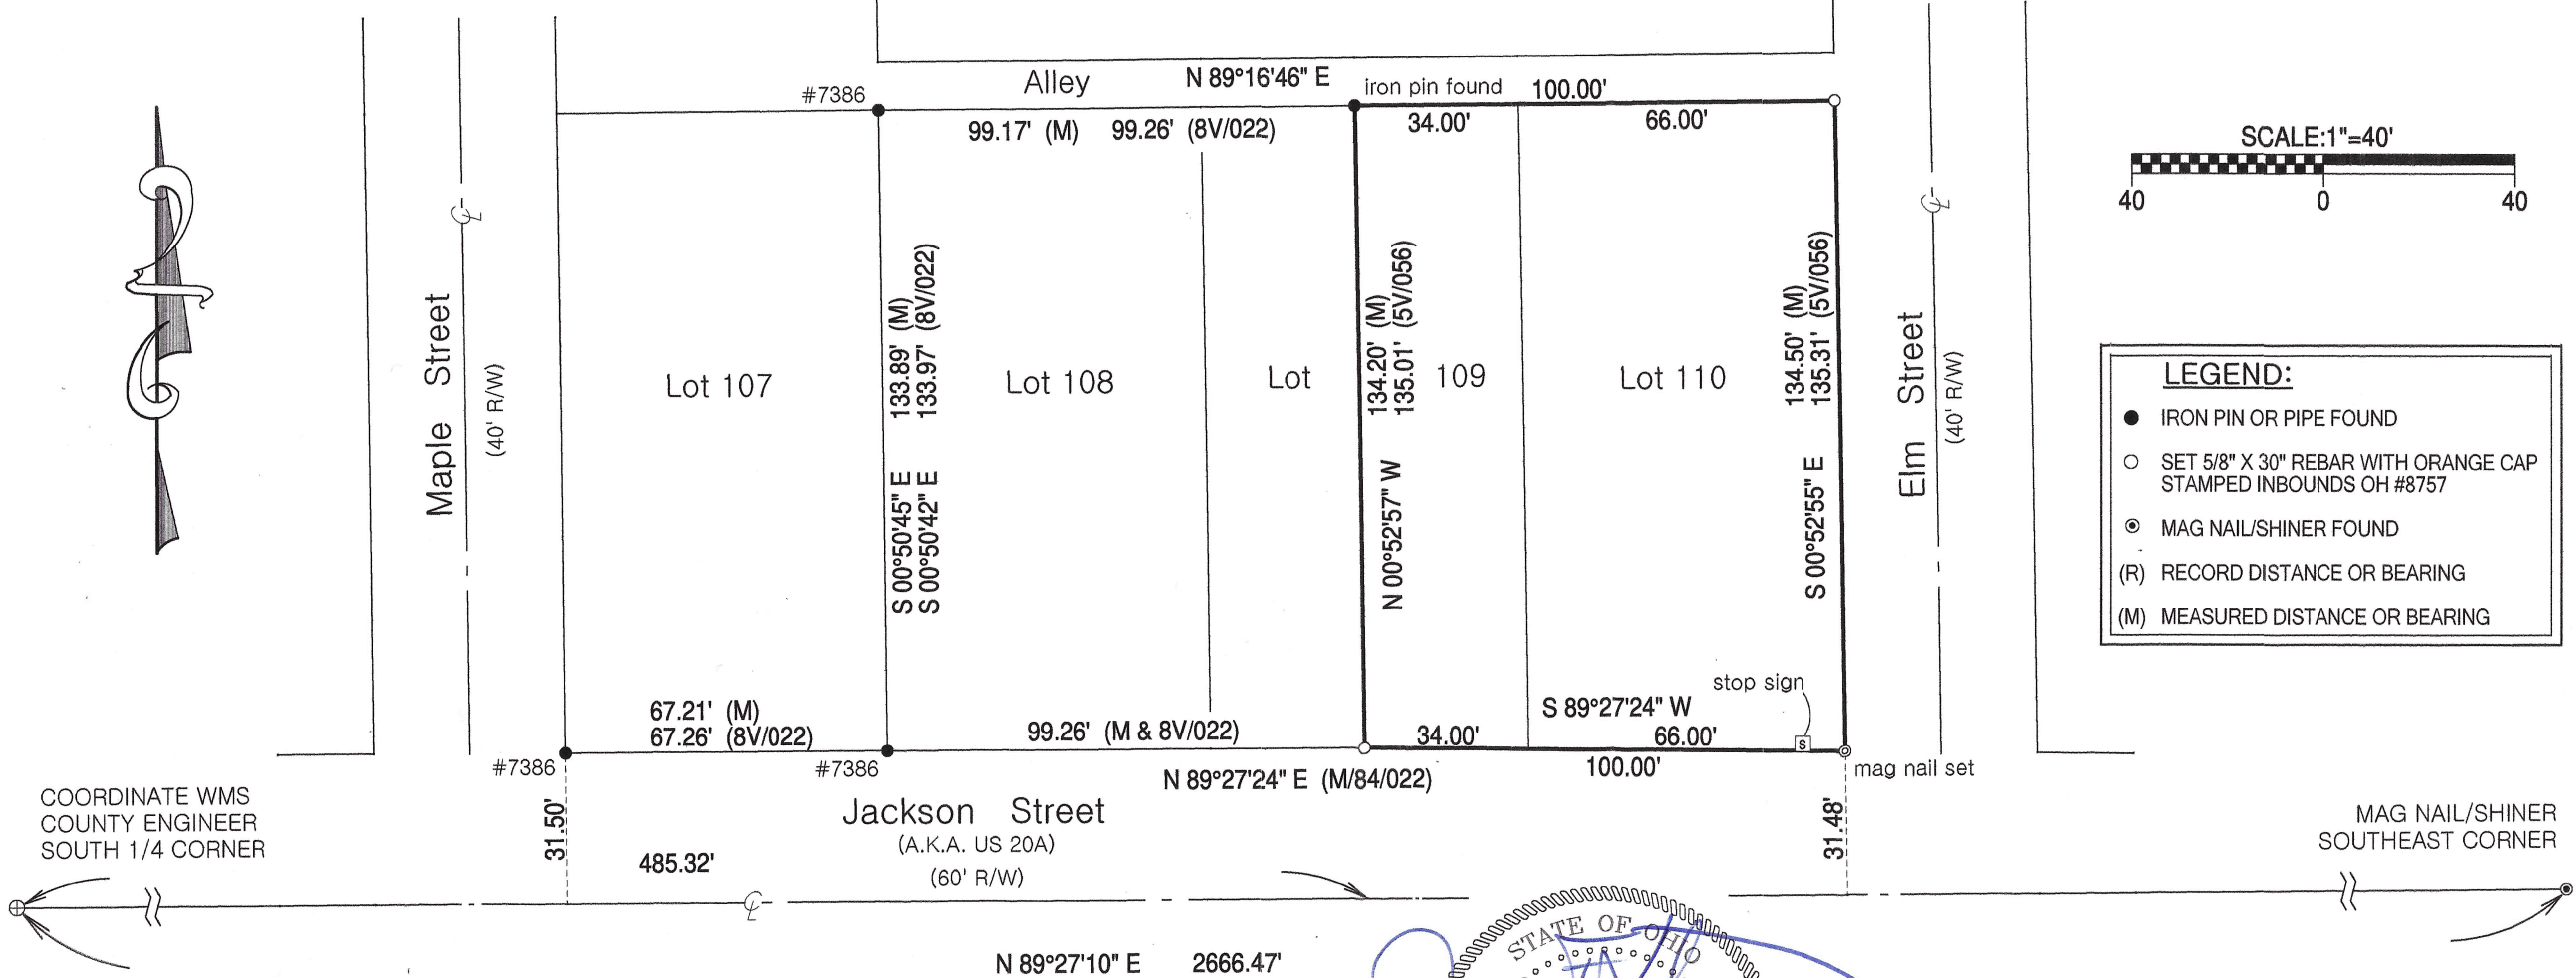 Alley
N 89°16'46" E
#7386
iron pin found
100.00'
99.17' (M)
99.26' (8V/022)
34.00'
66.00'
SCALE:1"=40'
40
0
40
Maple Street
(40' R/W)
Lot 107
133.89' (M)
133.97' (8V/022)
S 00°50'45" E
S 00°50'42" E
Lot 108
Lot
109
134.20' (M)
135.01' (5V/056)
N 00°52'57" W
Lot 110
134.50' (M)
135.31' (5V/056)
S 00°52'55" E
Elm Street
(40' R/W)
LEGEND:
IRON PIN OR PIPE FOUND
SET 5/8" X 30" REBAR WITH ORANGE CAP
STAMPED INBOUNDS OH #8757
MAG NAIL/SHINER FOUND
(R) RECORD DISTANCE OR BEARING
(M) MEASURED DISTANCE OR BEARING
67.21' (M)
67.26' (8V/022)
99.26' (M & 8V/022)
S 89°27'24" W
stop sign
S
34.00'
66.00'
#7386
#7386
N 89°27'24" E (M/84/022)
100.00'
mag nail set
COORDINATE WMS
COUNTY ENGINEER
SOUTH 1/4 CORNER
31.50'
485.32'
Jackson Street
(A.K.A. US 20A)
(60' R/W)
31.48'
MAG NAIL/SHINER
SOUTHEAST CORNER
STATE OF OHIO
N 89°27'10" E
2666.47'